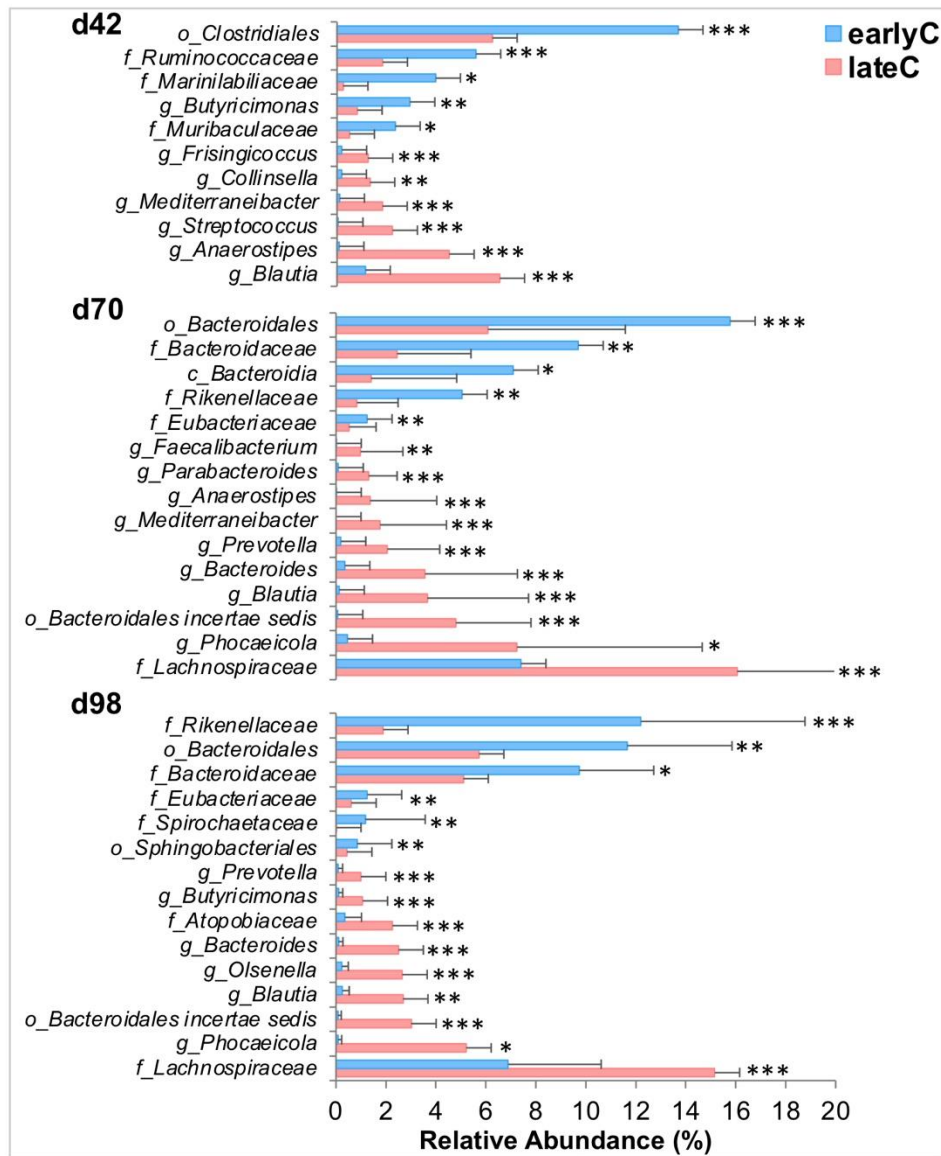 d42
earlyC
lateC
o_Clostridiales ***
f_Ruminococcaceae ***
f_Marinilabiliaceae *
g_Butyricimonas **
f_Muribaculaceae *
g_Frisingicoccus ***
g_Collinsella **
g_Mediterraneibacter ***
g_Streptococcus ***
g_Anaerostipes ***
g_Blautia ***
d70
o_Bacteroidales ***
f_Bacteroidaceae **
c_Bacteroidia *
f_Rikenellaceae **
f_Eubacteriaceae **
g_Faecalibacterium **
g_Parabacteroides ***
g_Anaerostipes ***
g_Mediterraneibacter ***
g_Prevotella ***
g_Bacteroides ***
g_Blautia ***
o_Bacteroidales incertae sedis ***
g_Phocaeicola *
f_Lachnospiraceae ***
d98
f_Rikenellaceae ***
o_Bacteroidales **
f_Bacteroidaceae *
f_Eubacteriaceae **
f_Spirochaetaceae **
o_Sphingobacteriales **
g_Prevotella ***
g_Butyricimonas ***
f_Atopobiaceae ***
g_Bacteroides ***
g_Olsenella ***
g_Blautia **
o_Bacteroidales incertae sedis ***
g_Phocaeicola *
f_Lachnospiraceae ***
0 2 4 6 8 10 12 14 16 18 20
Relative Abundance (%)